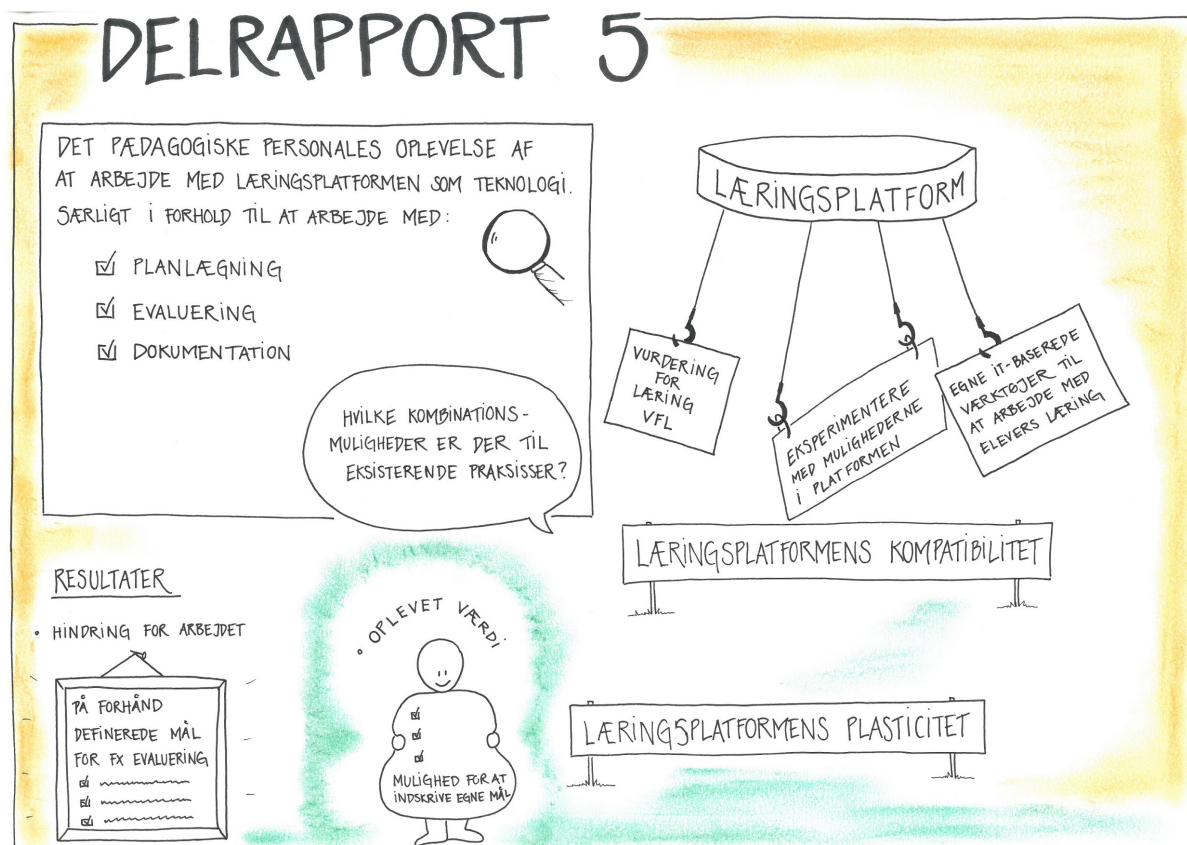 DELRAPPORT 5
DET PÆDAGOGISKE PERSONALES OPLEVELSE AF
AT ARBEJDE MED LÆRINGSPLATFORMEN SOM TEKNOLOGI.
SÆRLIGT I FORHOLD TIL AT ARBEJDE MED:
PLANLÆGNING
EVALUERING
DOKUMENTATION
HVILKE KOMBINATIONS-
MULIGHEDER ER DER TIL
EKSISTERENDE PRAKSISSER?
LÆRINGSPLATFORM
VURDERING
FOR
LÆRING
VFL
EKSPERIMENTERE
MED MULIGHEDERNE
I PLATFORMEN
EGNE IT-BASEREDE
VÆRKTØJER TIL
AT ARBEJDE MED
ELEVERS LÆRING
LÆRINGSPLATFORMENS KOMPATIBILITET
RESULTATER
• HINDRING FOR ARBEJDET
PÅ FORHÅND
DEFINEREDE MÅL
FOR FX EVALUERING
• OPLEVET VÆRDI
MULIGHED FOR AT
INDSKRIVE EGNE MÅL
LÆRINGSPLATFORMENS PLASTICITET